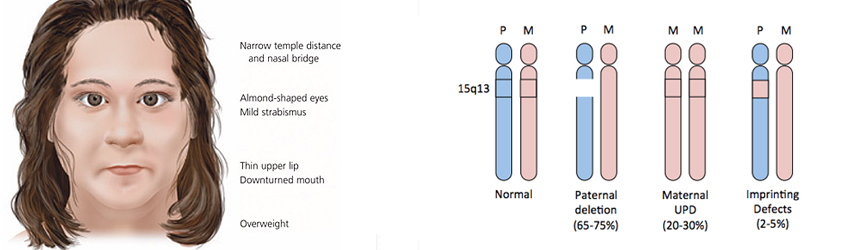 Narrow temple distance
and nasal bridge
Almond-shaped eyes
Mild strabismus
Thin upper lip
Downturned mouth
Overweight
P M P M M M P M
15q13
Normal
Paternal
deletion
(65-75%)
Maternal
UPD
(20-30%)
Imprinting
Defects
(2-5%)